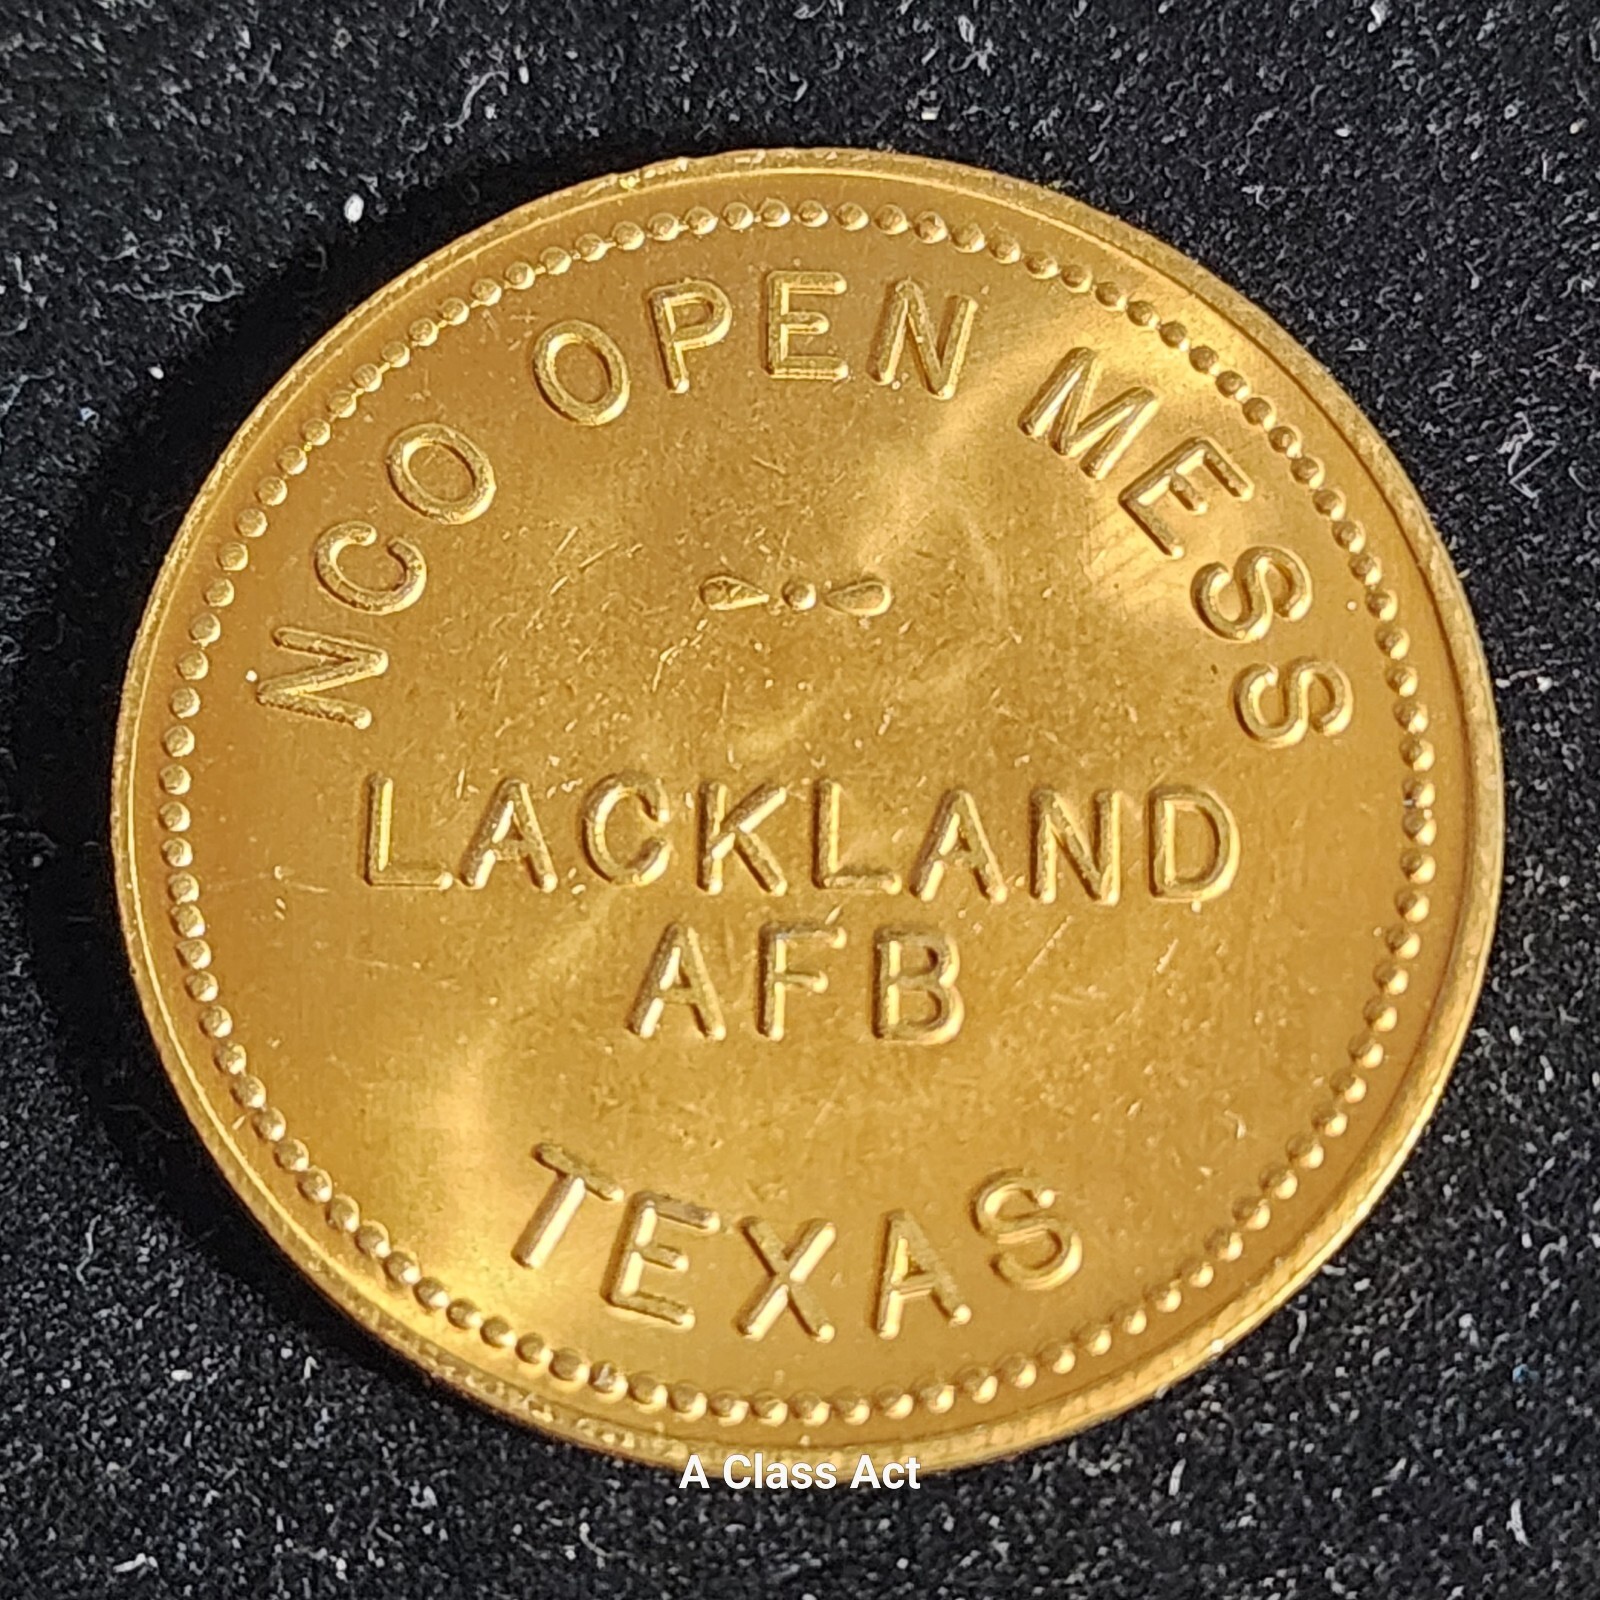 NCO OPEN MESS
LACKLAND
AFB
TEXAS
A Class Act